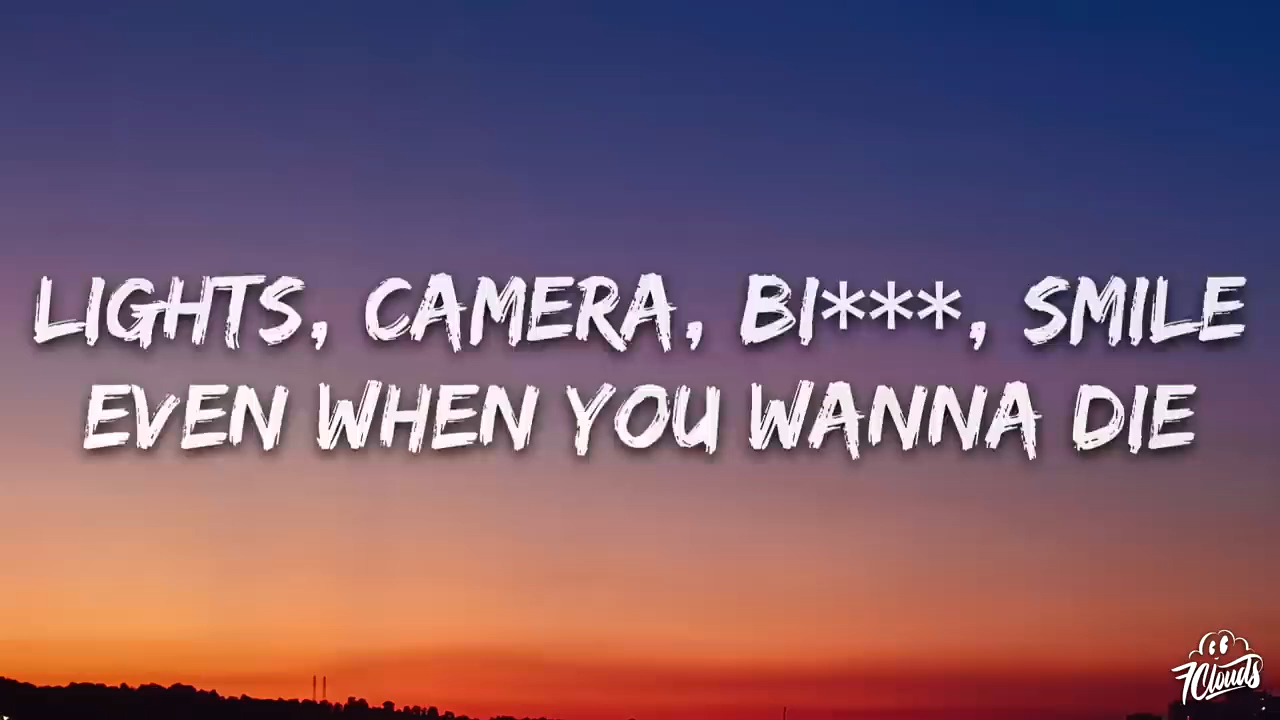 LIGHTS, CAMERA, BI***, SMILE
EVEN WHEN YOU WANNA DIE
7Clouds